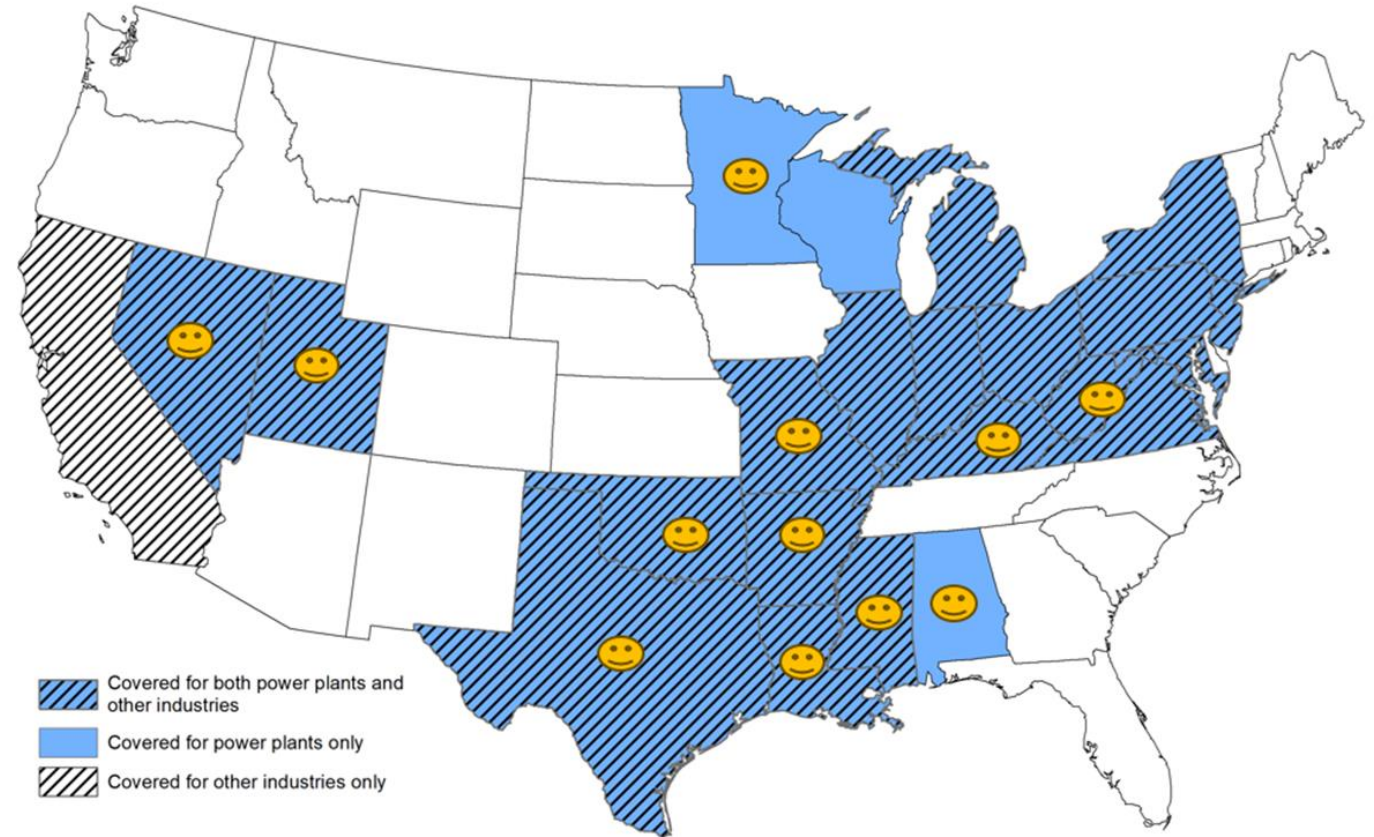 Covered for both power plants and
other industries
Covered for power plants only
Covered for other industries only